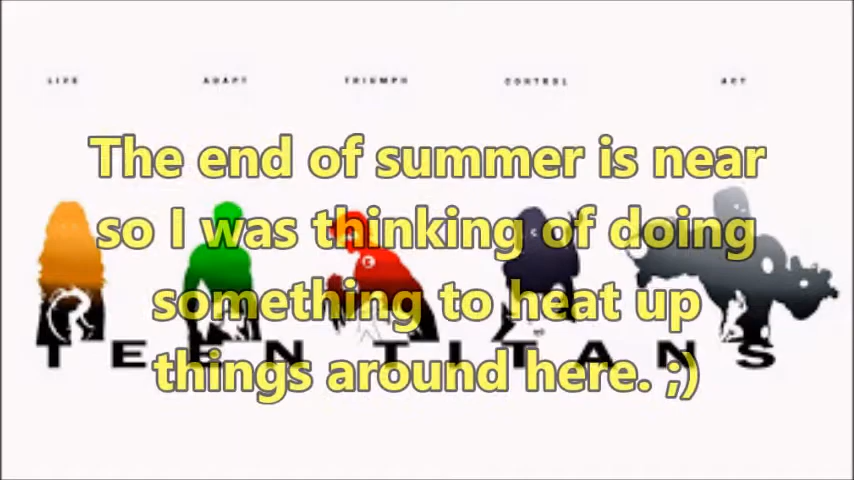 LIVE ADAPT TRIUMPH CONTROL ACT
The end of summer is near
so I was thinking of doing
something to heat up
things around here. ;)
TEEN TITANS